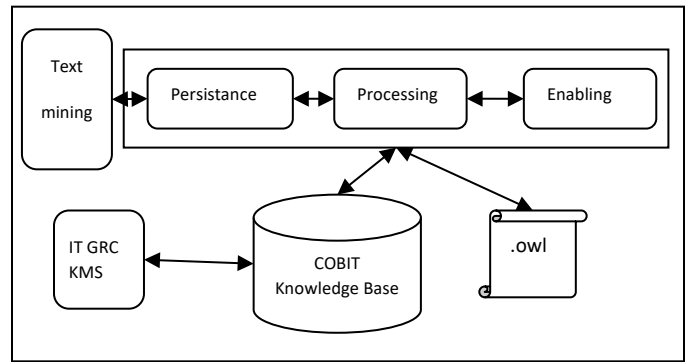 Text
mining
Persistance
Processing
Enabling
IT GRC
KMS
COBIT
Knowledge Base
.owl